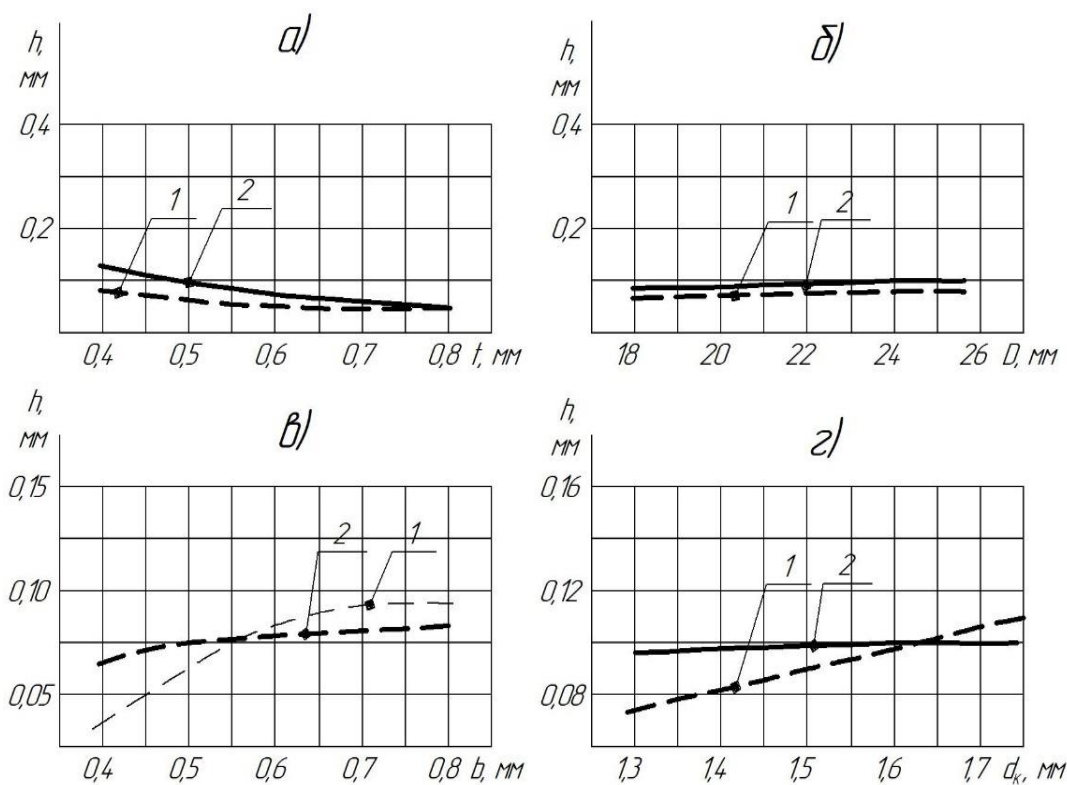 а)
h,
мм
0,4
0,2
1
2
0,4 0,5 0,6 0,7 0,8 t, мм
б)
h,
мм
0,4
0,2
1
2
18 20 22 24 26 D, мм
в)
h,
мм
0,15
0,10
0,05
2
1
0,4 0,5 0,6 0,7 0,8 b, мм
г)
h,
мм
0,16
0,12
0,08
1
2
1,3 1,4 1,5 1,6 1,7 dк, мм